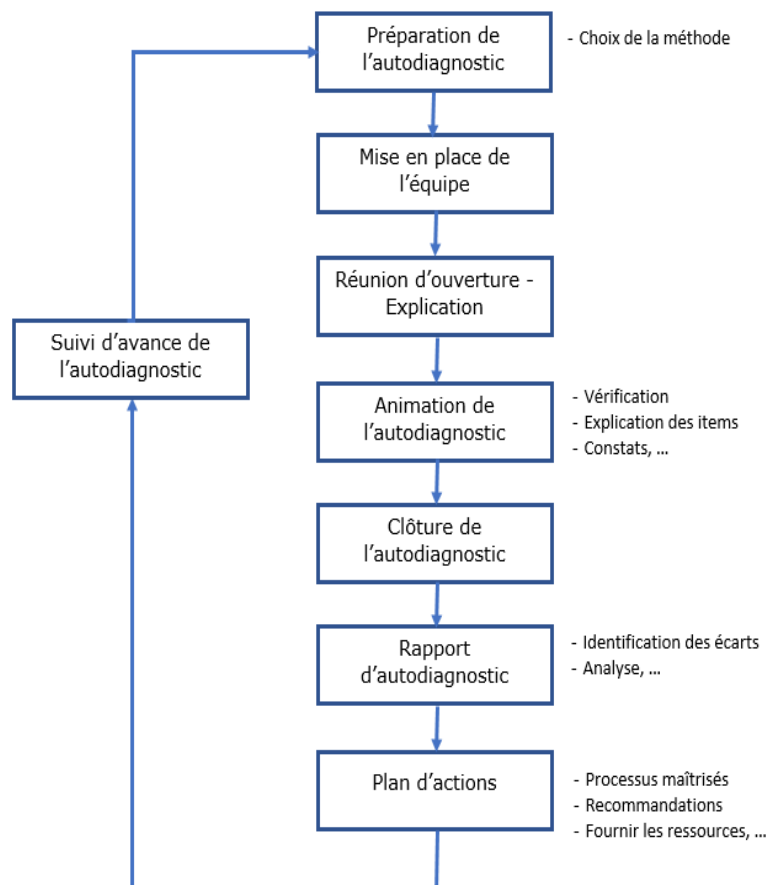 Préparation de
l'autodiagnostic
- Choix de la méthode
Mise en place de
l'équipe
Réunion d'ouverture -
Explication
Suivi d'avance de
l'autodiagnostic
Animation de
l'autodiagnostic
- Vérification
- Explication des items
- Constats, ...
Clôture de
l'autodiagnostic
Rapport
d'autodiagnostic
- Identification des écarts
- Analyse, ...
Plan d'actions
- Processus maîtrisés
- Recommandations
- Fournir les ressources, ...